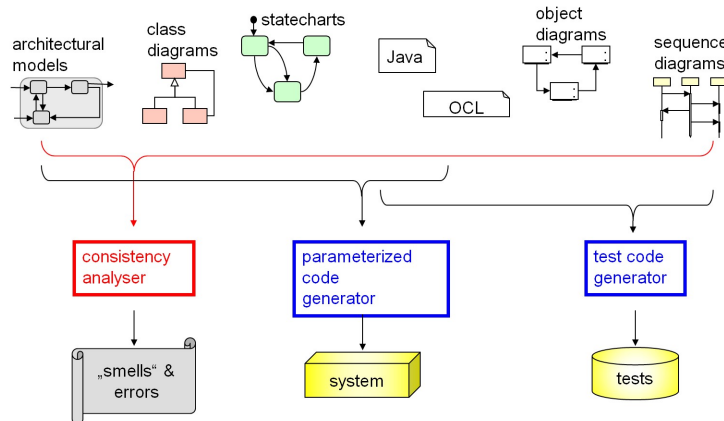 architectural
models
class
diagrams
statecharts
Java
OCL
object
diagrams
sequence
diagrams
consistency
analyser
parameterized
code
generator
test code
generator
„smells“ &
errors
system
tests